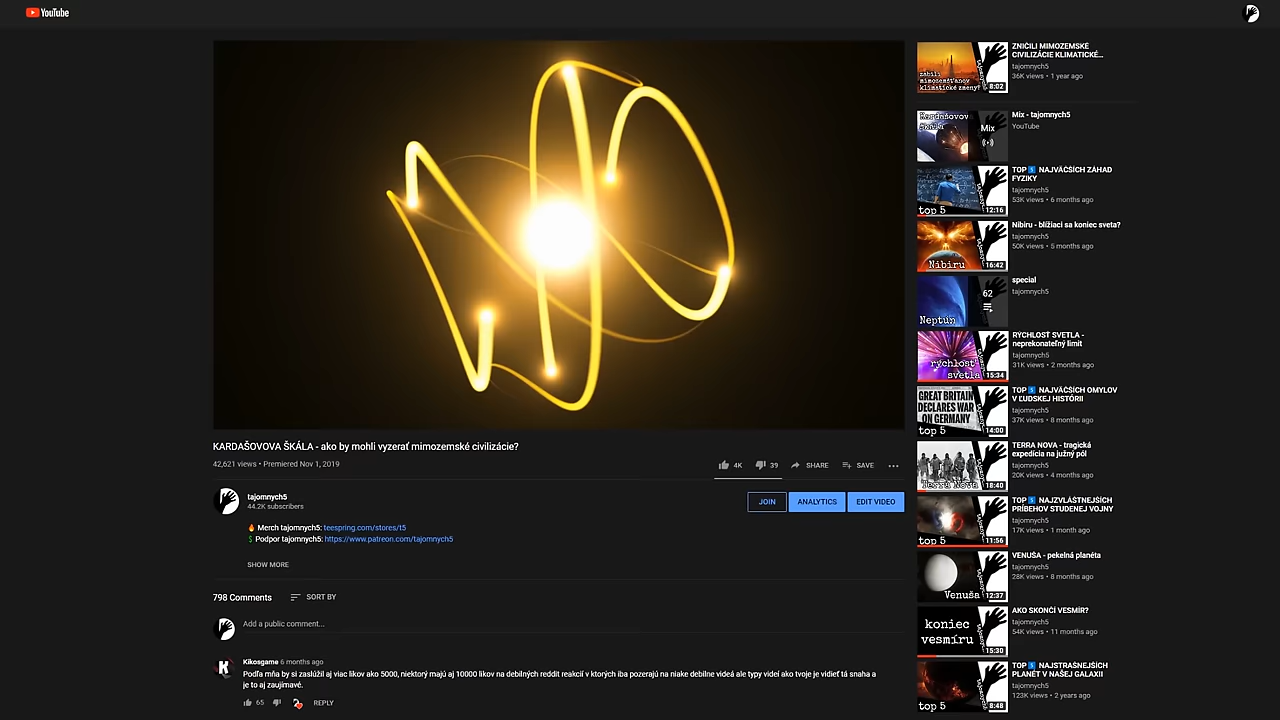 YouTube
KARDAŠOVOVA ŠKÁLA - ako by mohli vyzerať mimozemské civilizácie?
42,621 views • Premiered Nov 1, 2019
4K
39
SHARE
SAVE
tajomnych5
44.2K subscribers
JOIN
ANALYTICS
EDIT VIDEO
🔥 Merch tajomnych5: teespring.com/stores/t5
💲 Podpor tajomnych5: https://www.patreon.com/tajomnych5
SHOW MORE
798 Comments
SORT BY
Add a public comment...
K
Kikosgame 6 months ago
Podľa mňa by si zaslúžil aj viac likov ako 5000, niektorý majú aj 10000 likov na debilných reddit reakcií v ktorých iba pozerajú na niake debilne videá ale typy videí ako tvoje je vidieť tá snaha a
je to aj zaujímavé.
65
REPLY
zabili
mimozemšťanov
klimatické zmeny?
8:02
ZNIČILI MIMOZEMSKÉ
CIVILIZÁCIE KLIMATICKÉ...
tajomnych5
36K views • 1 year ago
Kardašovova
škála
Mix
Mix - tajomnych5
YouTube
top 5
12:16
TOP 5️⃣ NAJVÄČŠÍCH ZÁHAD
FYZIKY
tajomnych5
53K views • 6 months ago
Nibiru
16:42
Nibiru - blížiaci sa koniec sveta?
tajomnych5
50K views • 5 months ago
Neptún
62
special
tajomnych5
rýchlosť
svetla
15:34
RÝCHLOSŤ SVETLA -
neprekonateľný limit
tajomnych5
31K views • 2 months ago
GREAT BRITAIN
DECLARES WAR
ON GERMANY
top 5
14:00
TOP 5️⃣ NAJVÄČŠÍCH OMYLOV
V ĽUDSKEJ HISTÓRII
tajomnych5
37K views • 8 months ago
Terra Nova
18:40
TERRA NOVA - tragická
expedícia na južný pól
tajomnych5
20K views • 4 months ago
top 5
11:56
TOP 5️⃣ NAJZVLÁŠTNEJŠÍCH
PRÍBEHOV STUDENEJ VOJNY
tajomnych5
17K views • 1 month ago
Venuša
12:37
VENUŠA - pekelná planéta
tajomnych5
28K views • 8 months ago
koniec
vesmíru
15:30
AKO SKONČÍ VESMÍR?
tajomnych5
54K views • 11 months ago
top 5
8:48
TOP 5️⃣ NAJSTRAŠNEJŠÍCH
PLANÉT V NAŠEJ GALAXII
tajomnych5
123K views • 2 years ago